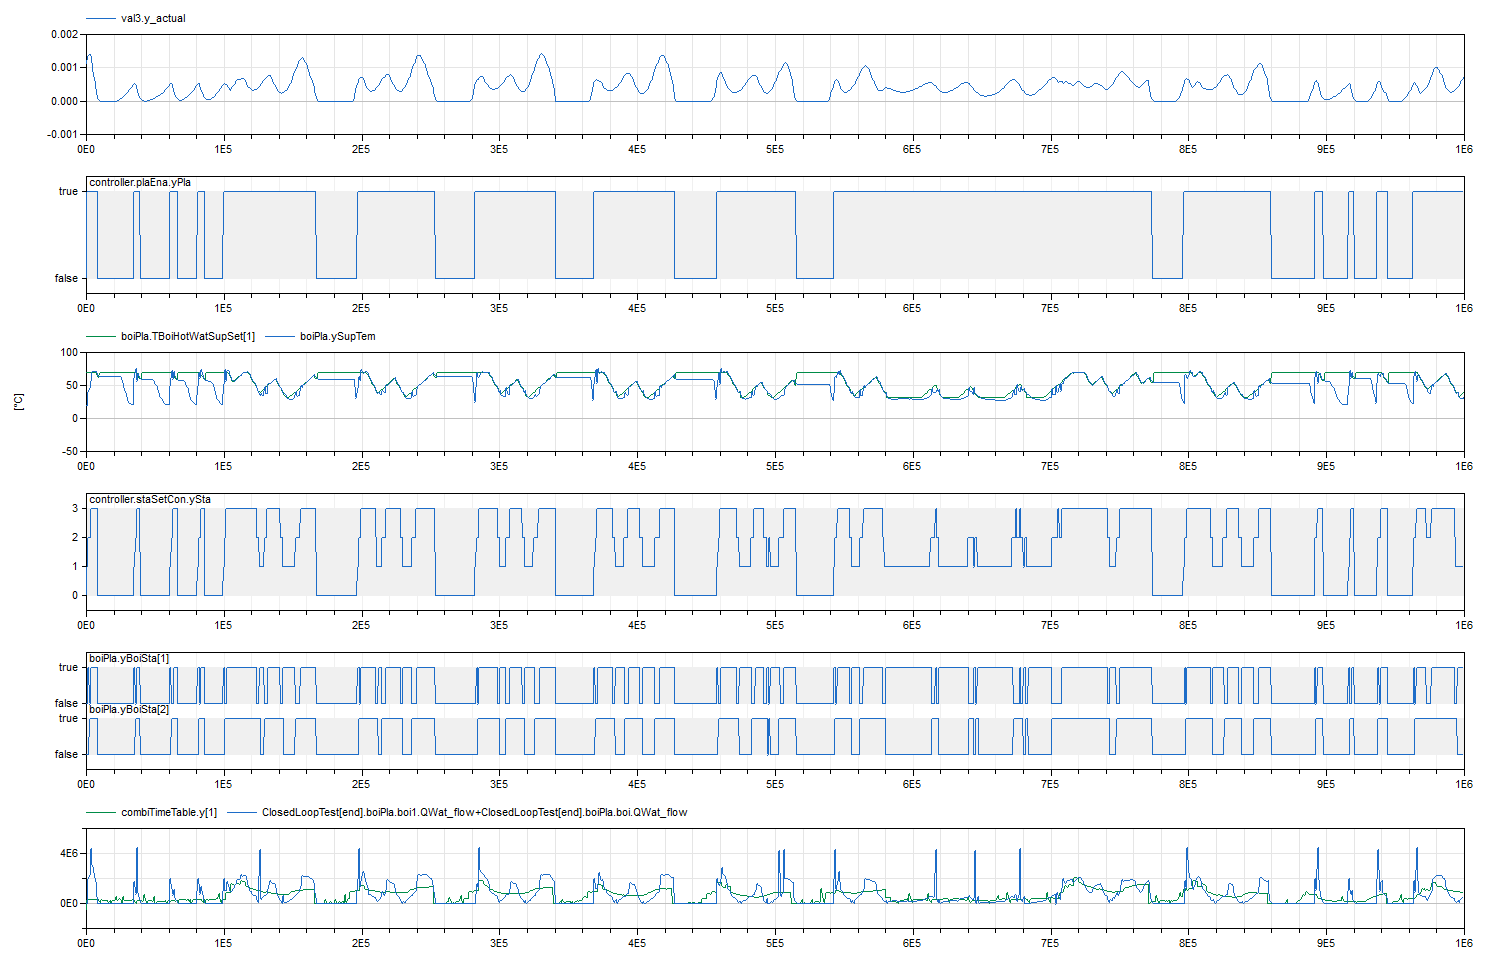 val3.y_actual
0.002
0.001
0.000
-0.001
0E0 1E5 2E5 3E5 4E5 5E5 6E5 7E5 8E5 9E5 1E6
controller.plaEna.yPla
true
false
0E0 1E5 2E5 3E5 4E5 5E5 6E5 7E5 8E5 9E5 1E6
boiPla.TBoiHotWatSupSet[1] boiPla.ySupTem
100
50
[°C]
0
-50
0E0 1E5 2E5 3E5 4E5 5E5 6E5 7E5 8E5 9E5 1E6
controller.staSetCon.ySta
3
2
1
0
0E0 1E5 2E5 3E5 4E5 5E5 6E5 7E5 8E5 9E5 1E6
boiPla.yBoiSta[1]
true
false
boiPla.yBoiSta[2]
true
false
0E0 1E5 2E5 3E5 4E5 5E5 6E5 7E5 8E5 9E5 1E6
combiTimeTable.y[1] ClosedLoopTest[end].boiPla.boi1.QWat_flow+ClosedLoopTest[end].boiPla.boi.QWat_flow
4E6
0E0
0E0 1E5 2E5 3E5 4E5 5E5 6E5 7E5 8E5 9E5 1E6